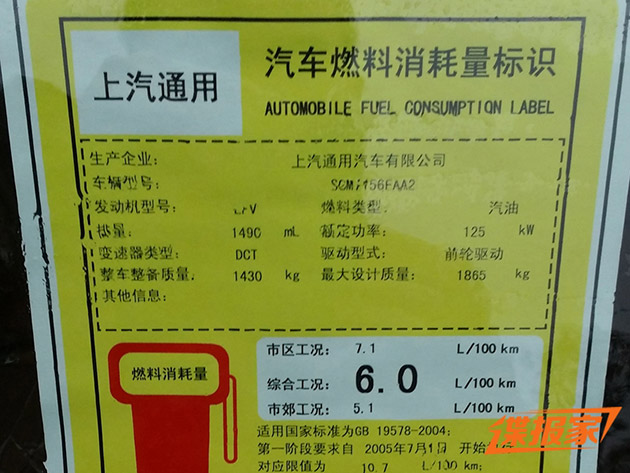 上汽通用
汽车燃料消耗量标识
AUTOMOBILE FUEL CONSUMPTION LABEL
生产企业: 上汽通用汽车有限公司
车辆型号:
发动机型号: 燃料类型: 汽油
排量: 1490 mL 额定功率: 125 kW
变速器类型: DCT 驱动型式: 前轮驱动
整车整备质量: 1430 kg 最大设计质量: 1865 kg
其他信息:
燃料消耗量
市区工况: 7.1 L/100 km
综合工况: 6.0 L/100 km
市郊工况: 5.1 L/100 km
适用国家标准为GB 19578-2004;
第一阶段要求自 2005年7月1日 开始
对应限值为 10.7 L/100 km;
谍报家